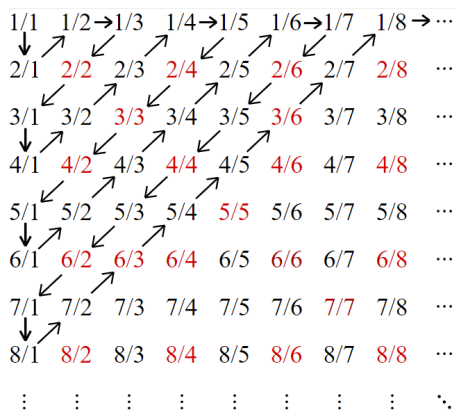 1/1 1/2 1/3 1/4 1/5 1/6 1/7 1/8 ⋯
2/1 2/2 2/3 2/4 2/5 2/6 2/7 2/8 ⋯
3/1 3/2 3/3 3/4 3/5 3/6 3/7 3/8 ⋯
4/1 4/2 4/3 4/4 4/5 4/6 4/7 4/8 ⋯
5/1 5/2 5/3 5/4 5/5 5/6 5/7 5/8 ⋯
6/1 6/2 6/3 6/4 6/5 6/6 6/7 6/8 ⋯
7/1 7/2 7/3 7/4 7/5 7/6 7/7 7/8 ⋯
8/1 8/2 8/3 8/4 8/5 8/6 8/7 8/8 ⋯
⋮ ⋮ ⋮ ⋮ ⋮ ⋮ ⋮ ⋮ ⋱